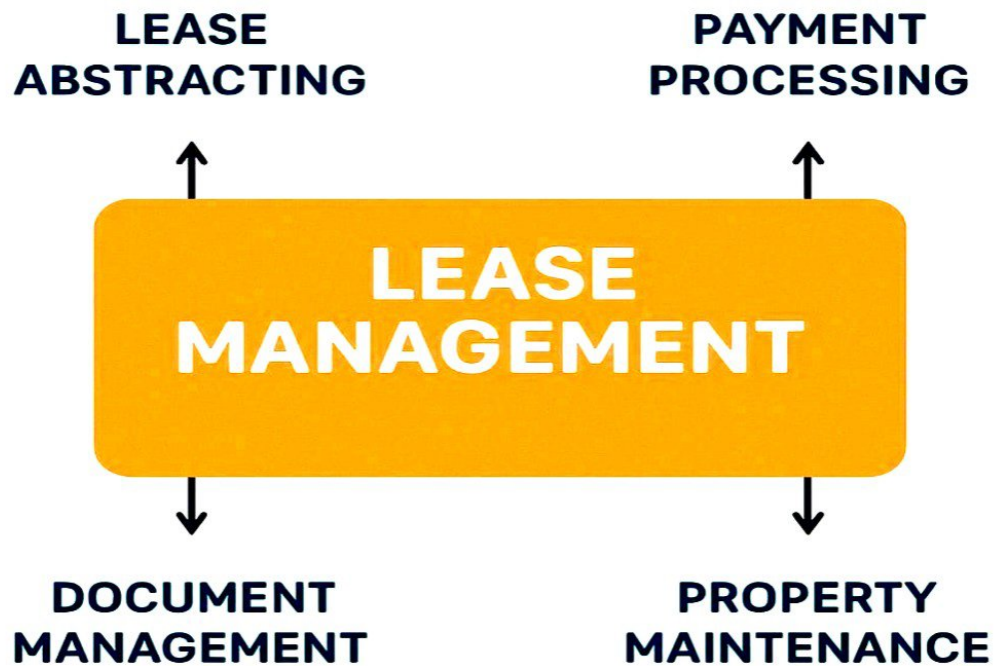 LEASE
ABSTRACTING
PAYMENT
PROCESSING
LEASE
MANAGEMENT
DOCUMENT
MANAGEMENT
PROPERTY
MAINTENANCE